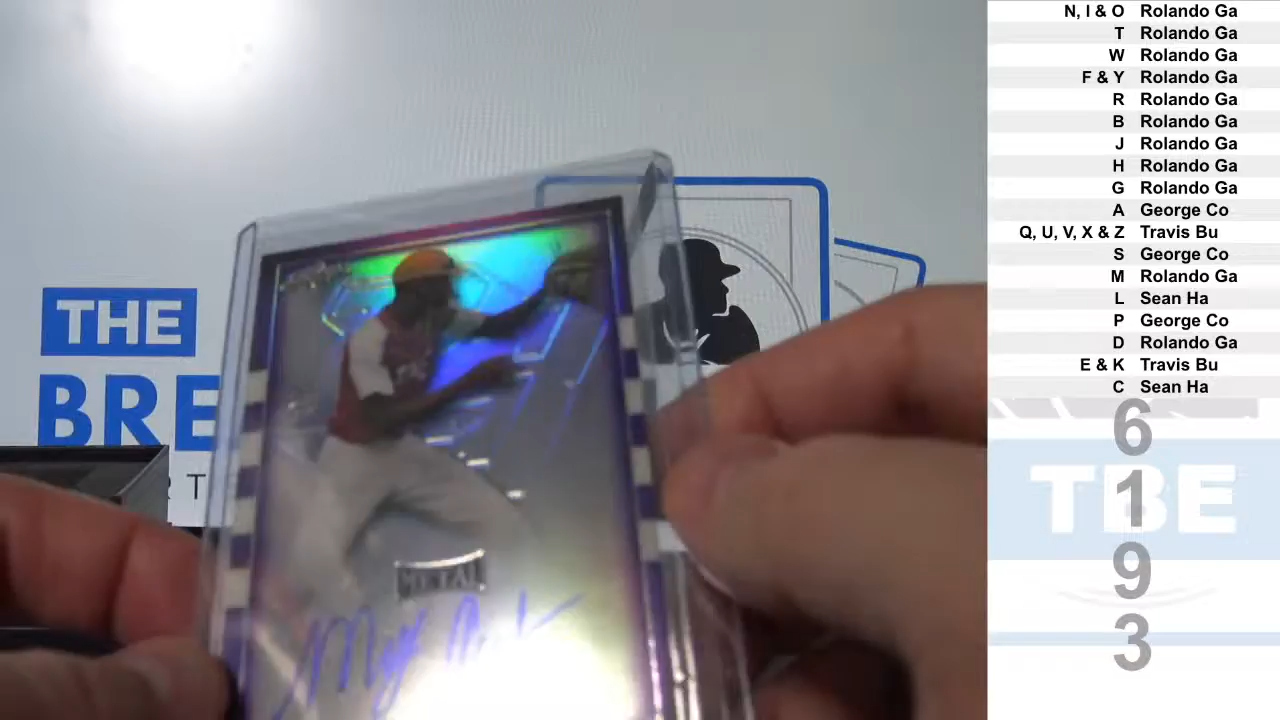 N, I & O Rolando Ga
T Rolando Ga
W Rolando Ga
F & Y Rolando Ga
R Rolando Ga
B Rolando Ga
J Rolando Ga
H Rolando Ga
G Rolando Ga
A George Co
Q, U, V, X & Z Travis Bu
S George Co
M Rolando Ga
L Sean Ha
P George Co
D Rolando Ga
E & K Travis Bu
C Sean Ha
6
1
9
3
TBE
THE
BRE
METAL